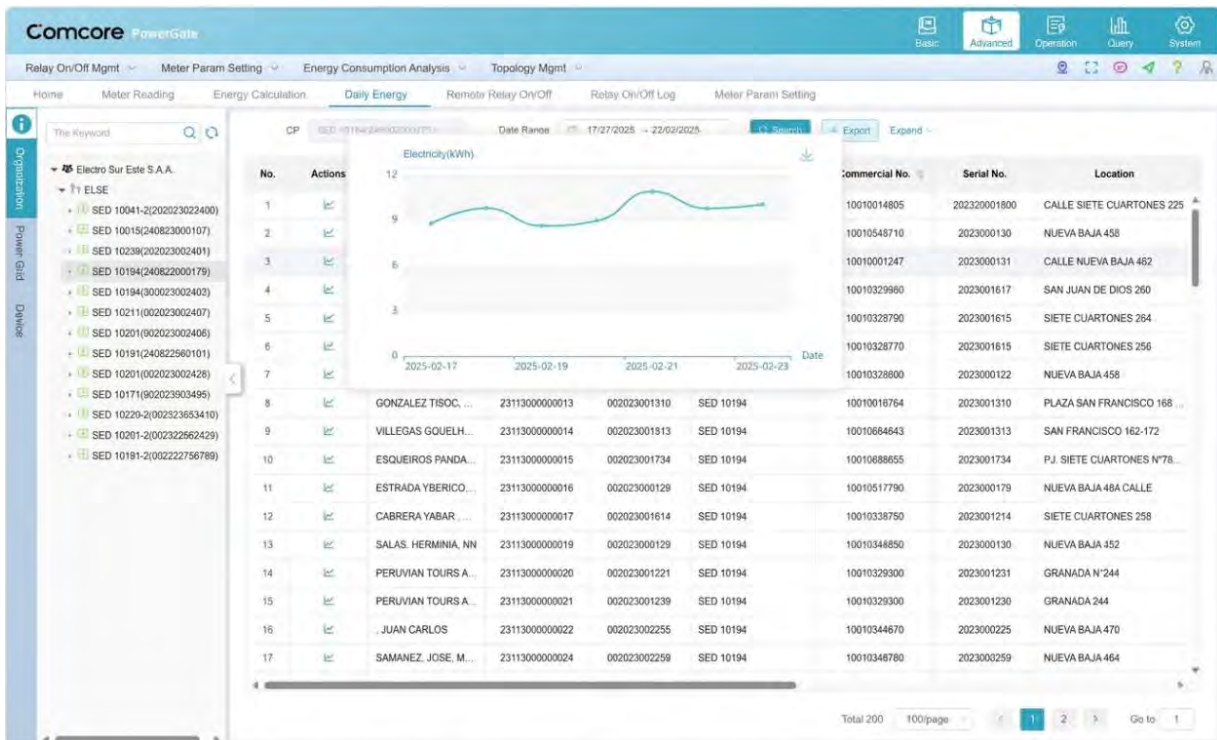 Comcore PowerGate
Basic Advanced Operation Query System
Relay On/Off Mgmt Meter Param Setting Energy Consumption Analysis Topology Mgmt
Home Meter Reading Energy Calculation Daily Energy Remote Relay On/Off Relay On/Off Log Meter Param Setting
Organization
Power Grid
Device
The Keyword
Electro Sur Este S.A.A.
ELSE
SED 10041-2(202023022400)
SED 10015(240823000107)
SED 10239(202023002401)
SED 10194(240822000179)
SED 10194(300023002403)
SED 10211(002023002407)
SED 10201(902023002406)
SED 10191(240822560101)
SED 10201(002023002428)
SED 10171(902023903495)
SED 10220-2(002523653410)
SED 10201-2(002322562429)
SED 10191-2(002222756789)
CP Date Range 17/27/2025 → 22/02/2025 Search Export Expand
Electricity(kWh)
12
9
6
3
0
2025-02-17 2025-02-19 2025-02-21 2025-02-23 Date
No. Actions Commercial No. Serial No. Location
1 10010014805 202320001800 CALLE SIETE CUARTONES 225
2 10010548710 2023000130 NUEVA BAJA 458
3 10010001247 2023000131 CALLE NUEVA BAJA 462
4 10010329960 2023001617 SAN JUAN DE DIOS 260
5 10010328790 2023001615 SIETE CUARTONES 264
6 10010328770 2023001615 SIETE CUARTONES 256
7 10010328600 2023000122 NUEVA BAJA 458
8 GONZALEZ TISOC, ... 23113000000013 002023001310 SED 10194 10010016764 2023001310 PLAZA SAN FRANCISCO 168 ...
9 VILLEGAS GOUELH... 23113000000014 002023001313 SED 10194 10010664643 2023001313 SAN FRANCISCO 162-172
10 ESQUEIROS PANDA... 23113000000015 002023001734 SED 10194 10010688655 2023001734 PJ. SIETE CUARTONES N°78...
11 ESTRADA YBERICO,... 23113000000016 002023000129 SED 10194 10010517790 2023000179 NUEVA BAJA 48A CALLE
12 CABRERA YABAR , ... 23113000000017 002023001614 SED 10194 10010338750 2023001214 SIETE CUARTONES 258
13 SALAS. HERMINIA, NN 23113000000019 002023000129 SED 10194 10010348850 2023000130 NUEVA BAJA 452
14 PERUVIAN TOURS A... 23113000000020 002023001221 SED 10194 10010329300 2023001231 GRANADA N°244
15 PERUVIAN TOURS A... 23113000000021 002023001239 SED 10194 10010329300 2023001230 GRANADA 244
16 , JUAN CARLOS 23113000000022 002023002255 SED 10194 10010344670 2023000225 NUEVA BAJA 470
17 SAMANEZ, JOSE, M... 23113000000024 002023002259 SED 10194 10010346780 2023000259 NUEVA BAJA 464
Total 200 100/page 1 2 Go to 1